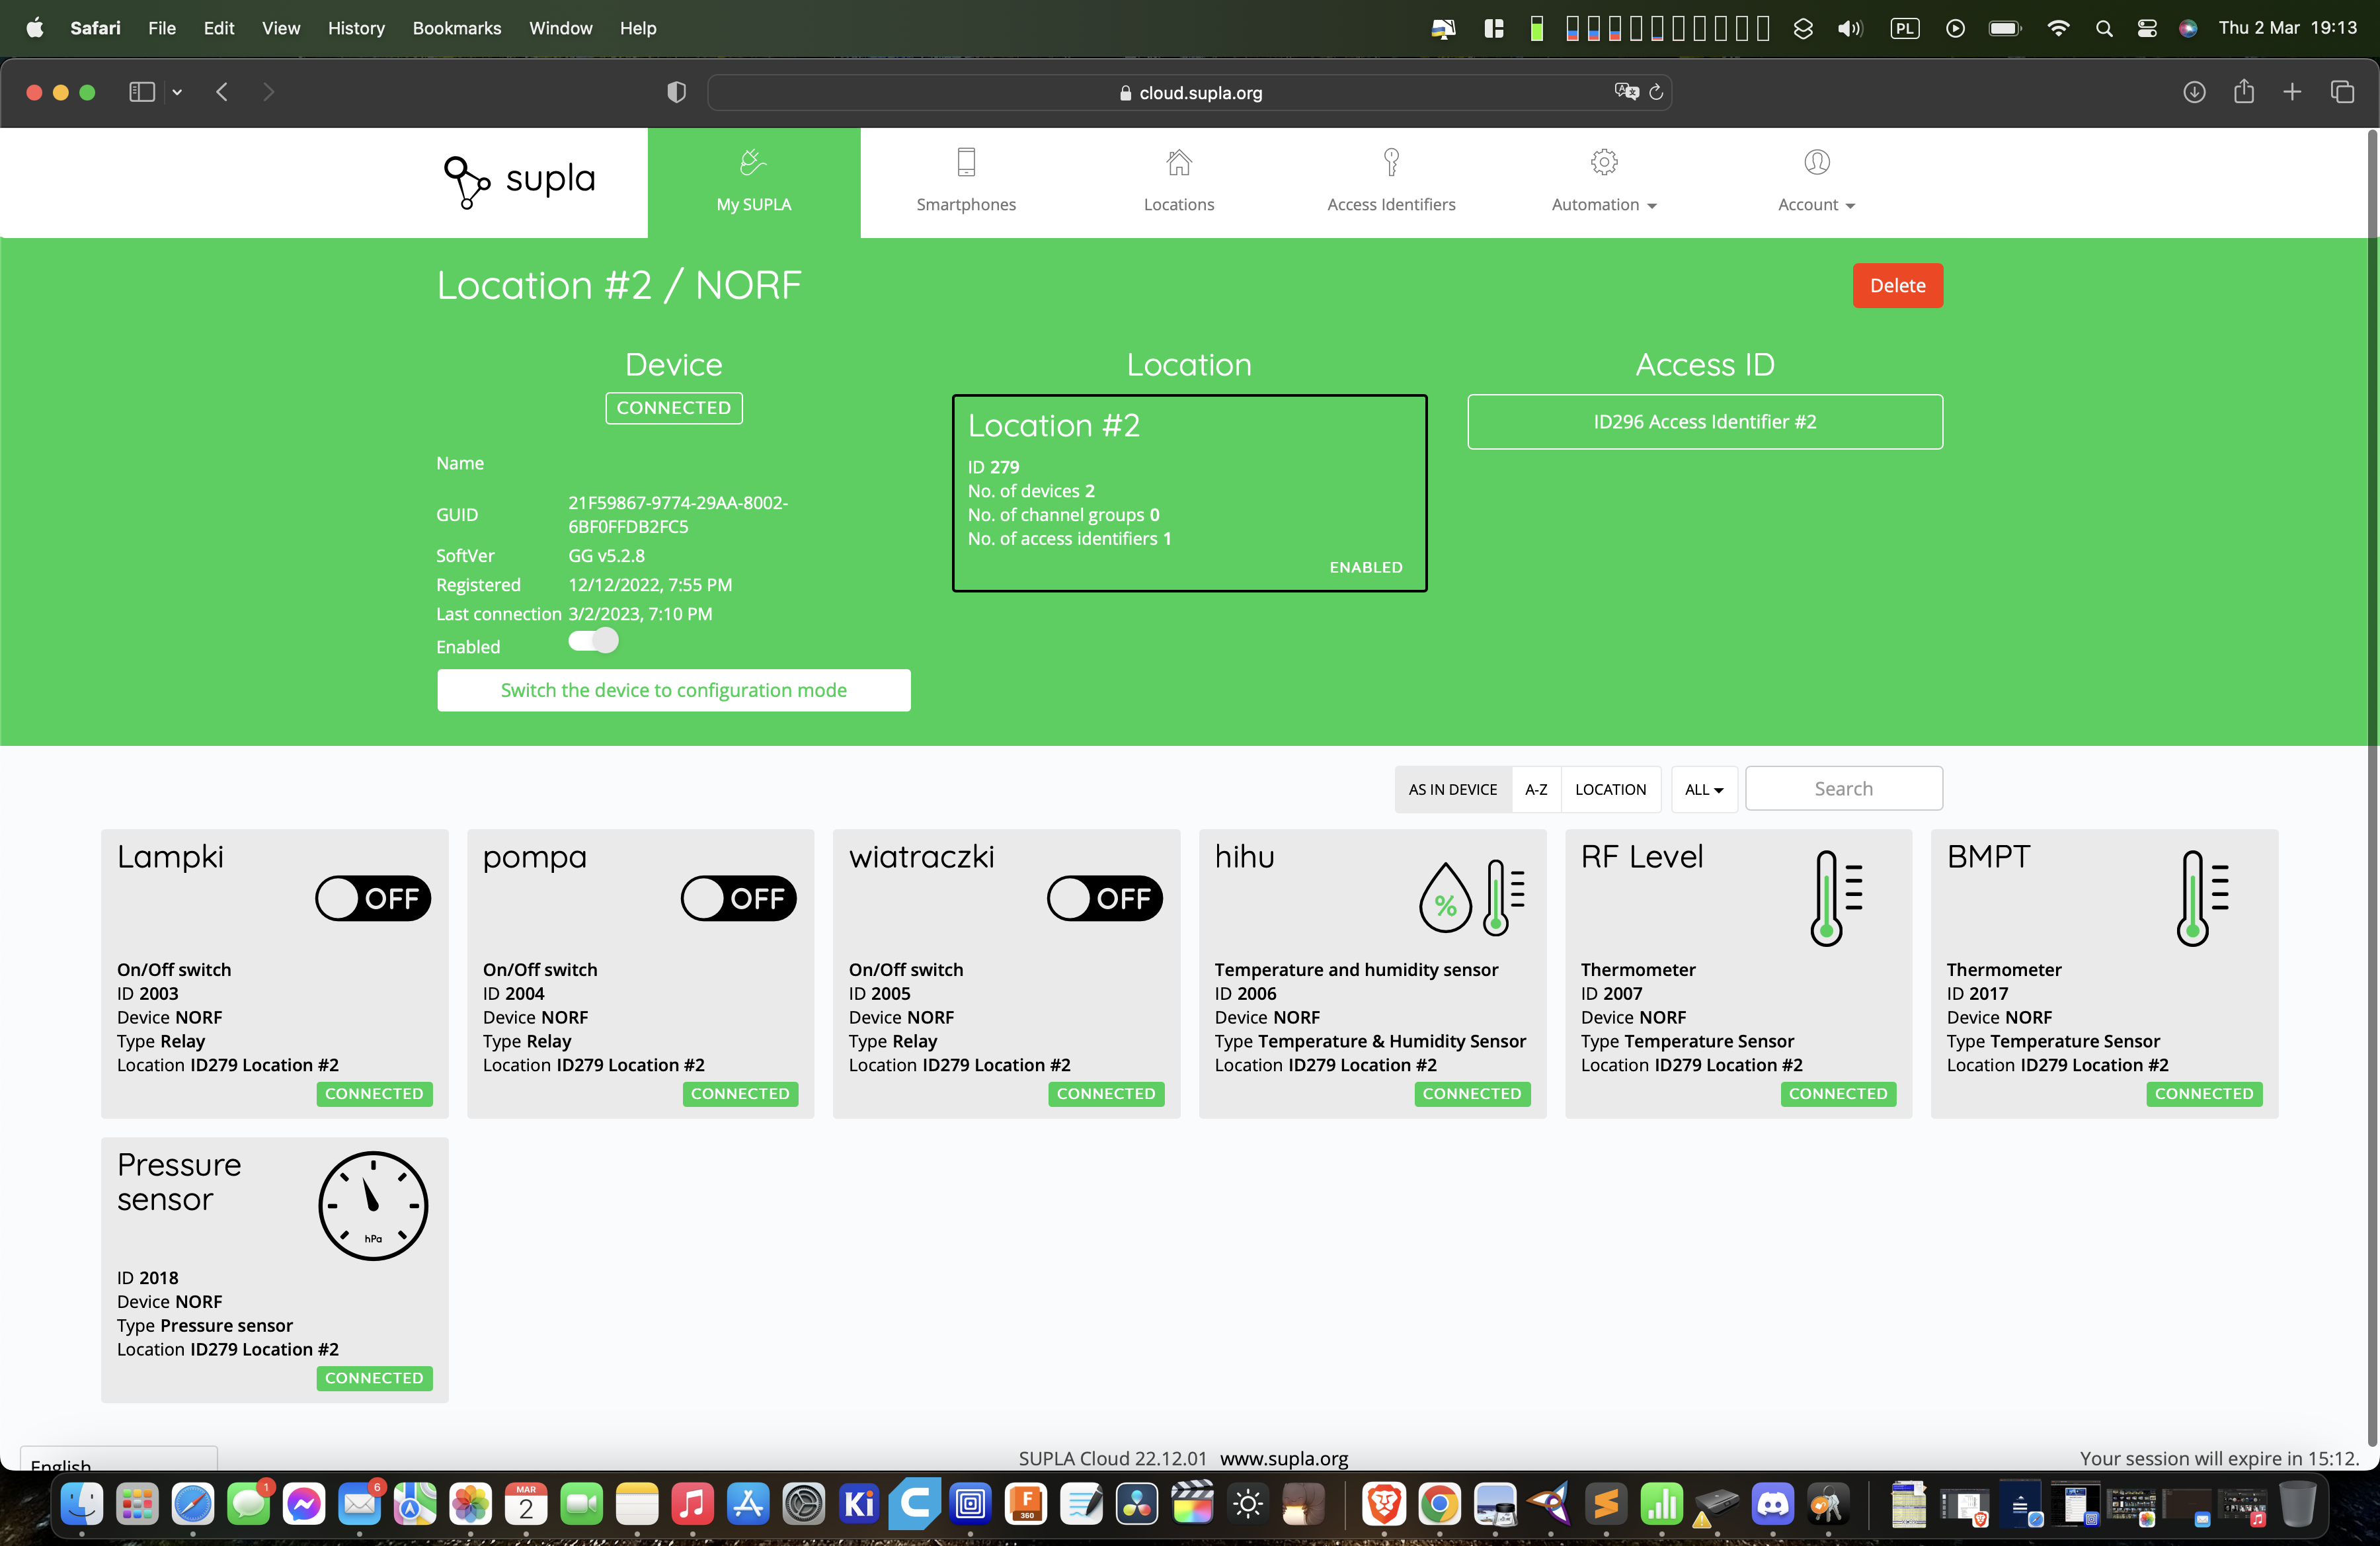 Safari File Edit View History Bookmarks Window Help PL Thu 2 Mar 19:13
cloud.supla.org
supla
My SUPLA
Smartphones
Locations
Access Identifiers
Automation
Account
Location #2 / NORF
Delete
Device
CONNECTED
Name
GUID 21F59867-9774-29AA-8002-
6BF0FFDB2FC5
SoftVer GG v5.2.8
Registered 12/12/2022, 7:55 PM
Last connection 3/2/2023, 7:10 PM
Enabled
Switch the device to configuration mode
Location
Location #2
ID 279
No. of devices 2
No. of channel groups 0
No. of access identifiers 1
ENABLED
Access ID
ID296 Access Identifier #2
AS IN DEVICE A-Z LOCATION ALL Search
Lampki
OFF
On/Off switch
ID 2003
Device NORF
Type Relay
Location ID279 Location #2
CONNECTED
pompa
OFF
On/Off switch
ID 2004
Device NORF
Type Relay
Location ID279 Location #2
CONNECTED
wiatraczki
OFF
On/Off switch
ID 2005
Device NORF
Type Relay
Location ID279 Location #2
CONNECTED
hihu
%
Temperature and humidity sensor
ID 2006
Device NORF
Type Temperature & Humidity Sensor
Location ID279 Location #2
CONNECTED
RF Level
Thermometer
ID 2007
Device NORF
Type Temperature Sensor
Location ID279 Location #2
CONNECTED
BMPT
Thermometer
ID 2017
Device NORF
Type Temperature Sensor
Location ID279 Location #2
CONNECTED
Pressure
sensor
hPa
ID 2018
Device NORF
Type Pressure sensor
Location ID279 Location #2
CONNECTED
English
SUPLA Cloud 22.12.01 www.supla.org
Your session will expire in 15:12.
1
6
MAR
2
Ki
C
F
360